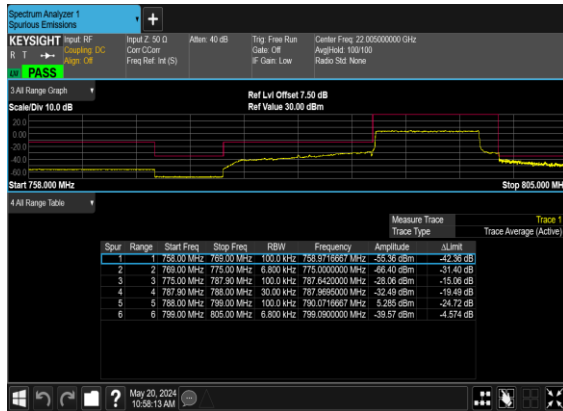 Spectrum Analyzer 1
Spurious Emissions
+
KEYSIGHT Input: RF Input Z: 50 Ω Atten: 40 dB Trig: Free Run Center Freq: 22.005000000 GHz
R T Coupling: DC Corr CCorr Gate: Off Avg|Hold: 100/100
Align: Off Freq Ref: Int (S) IF Gain: Low Radio Std: None
PASS
3 All Range Graph
Ref Lvl Offset 7.50 dB
Scale/Div 10.0 dB Ref Value 30.00 dBm
20.0
0.00
-20.0
-40.0
-60.0
Start 758.000 MHz Stop 805.000 MH
4 All Range Table
Measure Trace Trace 1
Trace Type Trace Average (Active)
Spur Range Start Freq Stop Freq RBW Frequency Amplitude ΔLimit
1 1 758.00 MHz 769.00 MHz 100.0 kHz 758.9716667 MHz -55.36 dBm -42.36 dB
2 2 769.00 MHz 775.00 MHz 6.800 kHz 775.0000000 MHz -66.40 dBm -31.40 dB
3 3 775.00 MHz 787.90 MHz 100.0 kHz 787.6420000 MHz -28.06 dBm -15.06 dB
4 4 787.90 MHz 788.00 MHz 30.00 kHz 787.9695000 MHz -32.49 dBm -19.49 dB
5 5 788.00 MHz 799.00 MHz 100.0 kHz 790.0716667 MHz 5.285 dBm -24.72 dB
6 6 799.00 MHz 805.00 MHz 6.800 kHz 799.0900000 MHz -39.57 dBm -4.574 dB
? May 20, 2024
10:58:13 AM